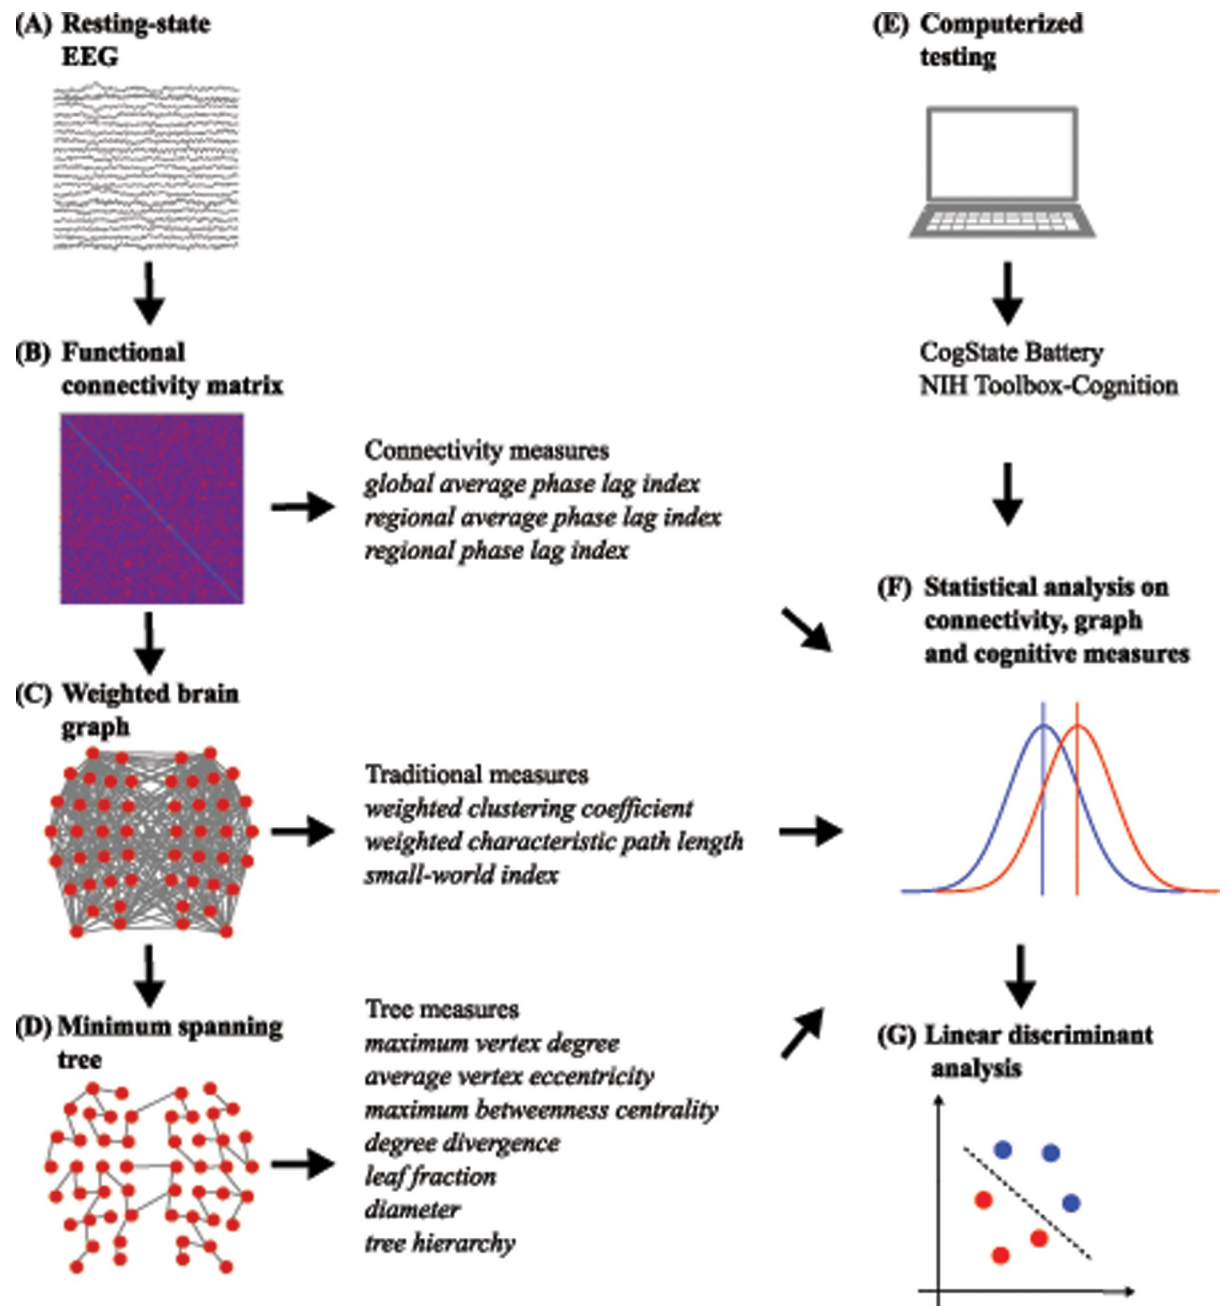 (A) Resting-state
EEG
(B) Functional
connectivity matrix
Connectivity measures
global average phase lag index
regional average phase lag index
regional phase lag index
(C) Weighted brain
graph
Traditional measures
weighted clustering coefficient
weighted characteristic path length
small-world index
(D) Minimum spanning
tree
Tree measures
maximum vertex degree
average vertex eccentricity
maximum betweenness centrality
degree divergence
leaf fraction
diameter
tree hierarchy
(E) Computerized
testing
CogState Battery
NIH Toolbox-Cognition
(F) Statistical analysis on
connectivity, graph
and cognitive measures
(G) Linear discriminant
analysis